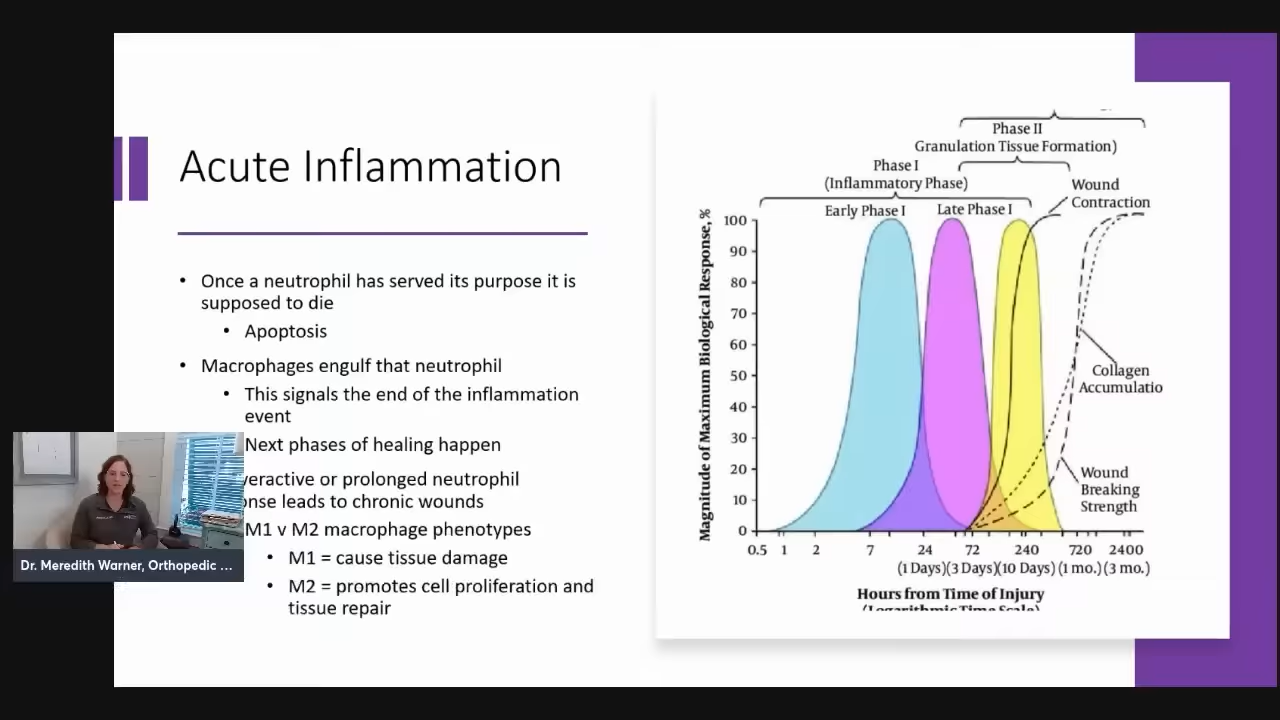 Acute Inflammation
• Once a neutrophil has served its purpose it is
supposed to die
• Apoptosis
• Macrophages engulf that neutrophil
• This signals the end of the inflammation
event
Next phases of healing happen
veractive or prolonged neutrophil
onse leads to chronic wounds
M1 v M2 macrophage phenotypes
• M1 = cause tissue damage
• M2 = promotes cell proliferation and
tissue repair
Dr. Meredith Warner, Orthopedic ...
Phase II
Granulation Tissue Formation)
Phase I
(Inflammatory Phase)
Early Phase I
Late Phase I
Wound
Contraction
Collagen
Accumulatio
Wound
Breaking
Strength
Magnitude of Maximum Biological Response, %
100
90
80
70
60
50
40
30
20
10
0
0.5 1 2 7 24 72 240 720 2400
(1 Days)(3 Days)(10 Days) (1 mo.)(3 mo.)
Hours from Time of Injury
(Logarithmic Time Scale)